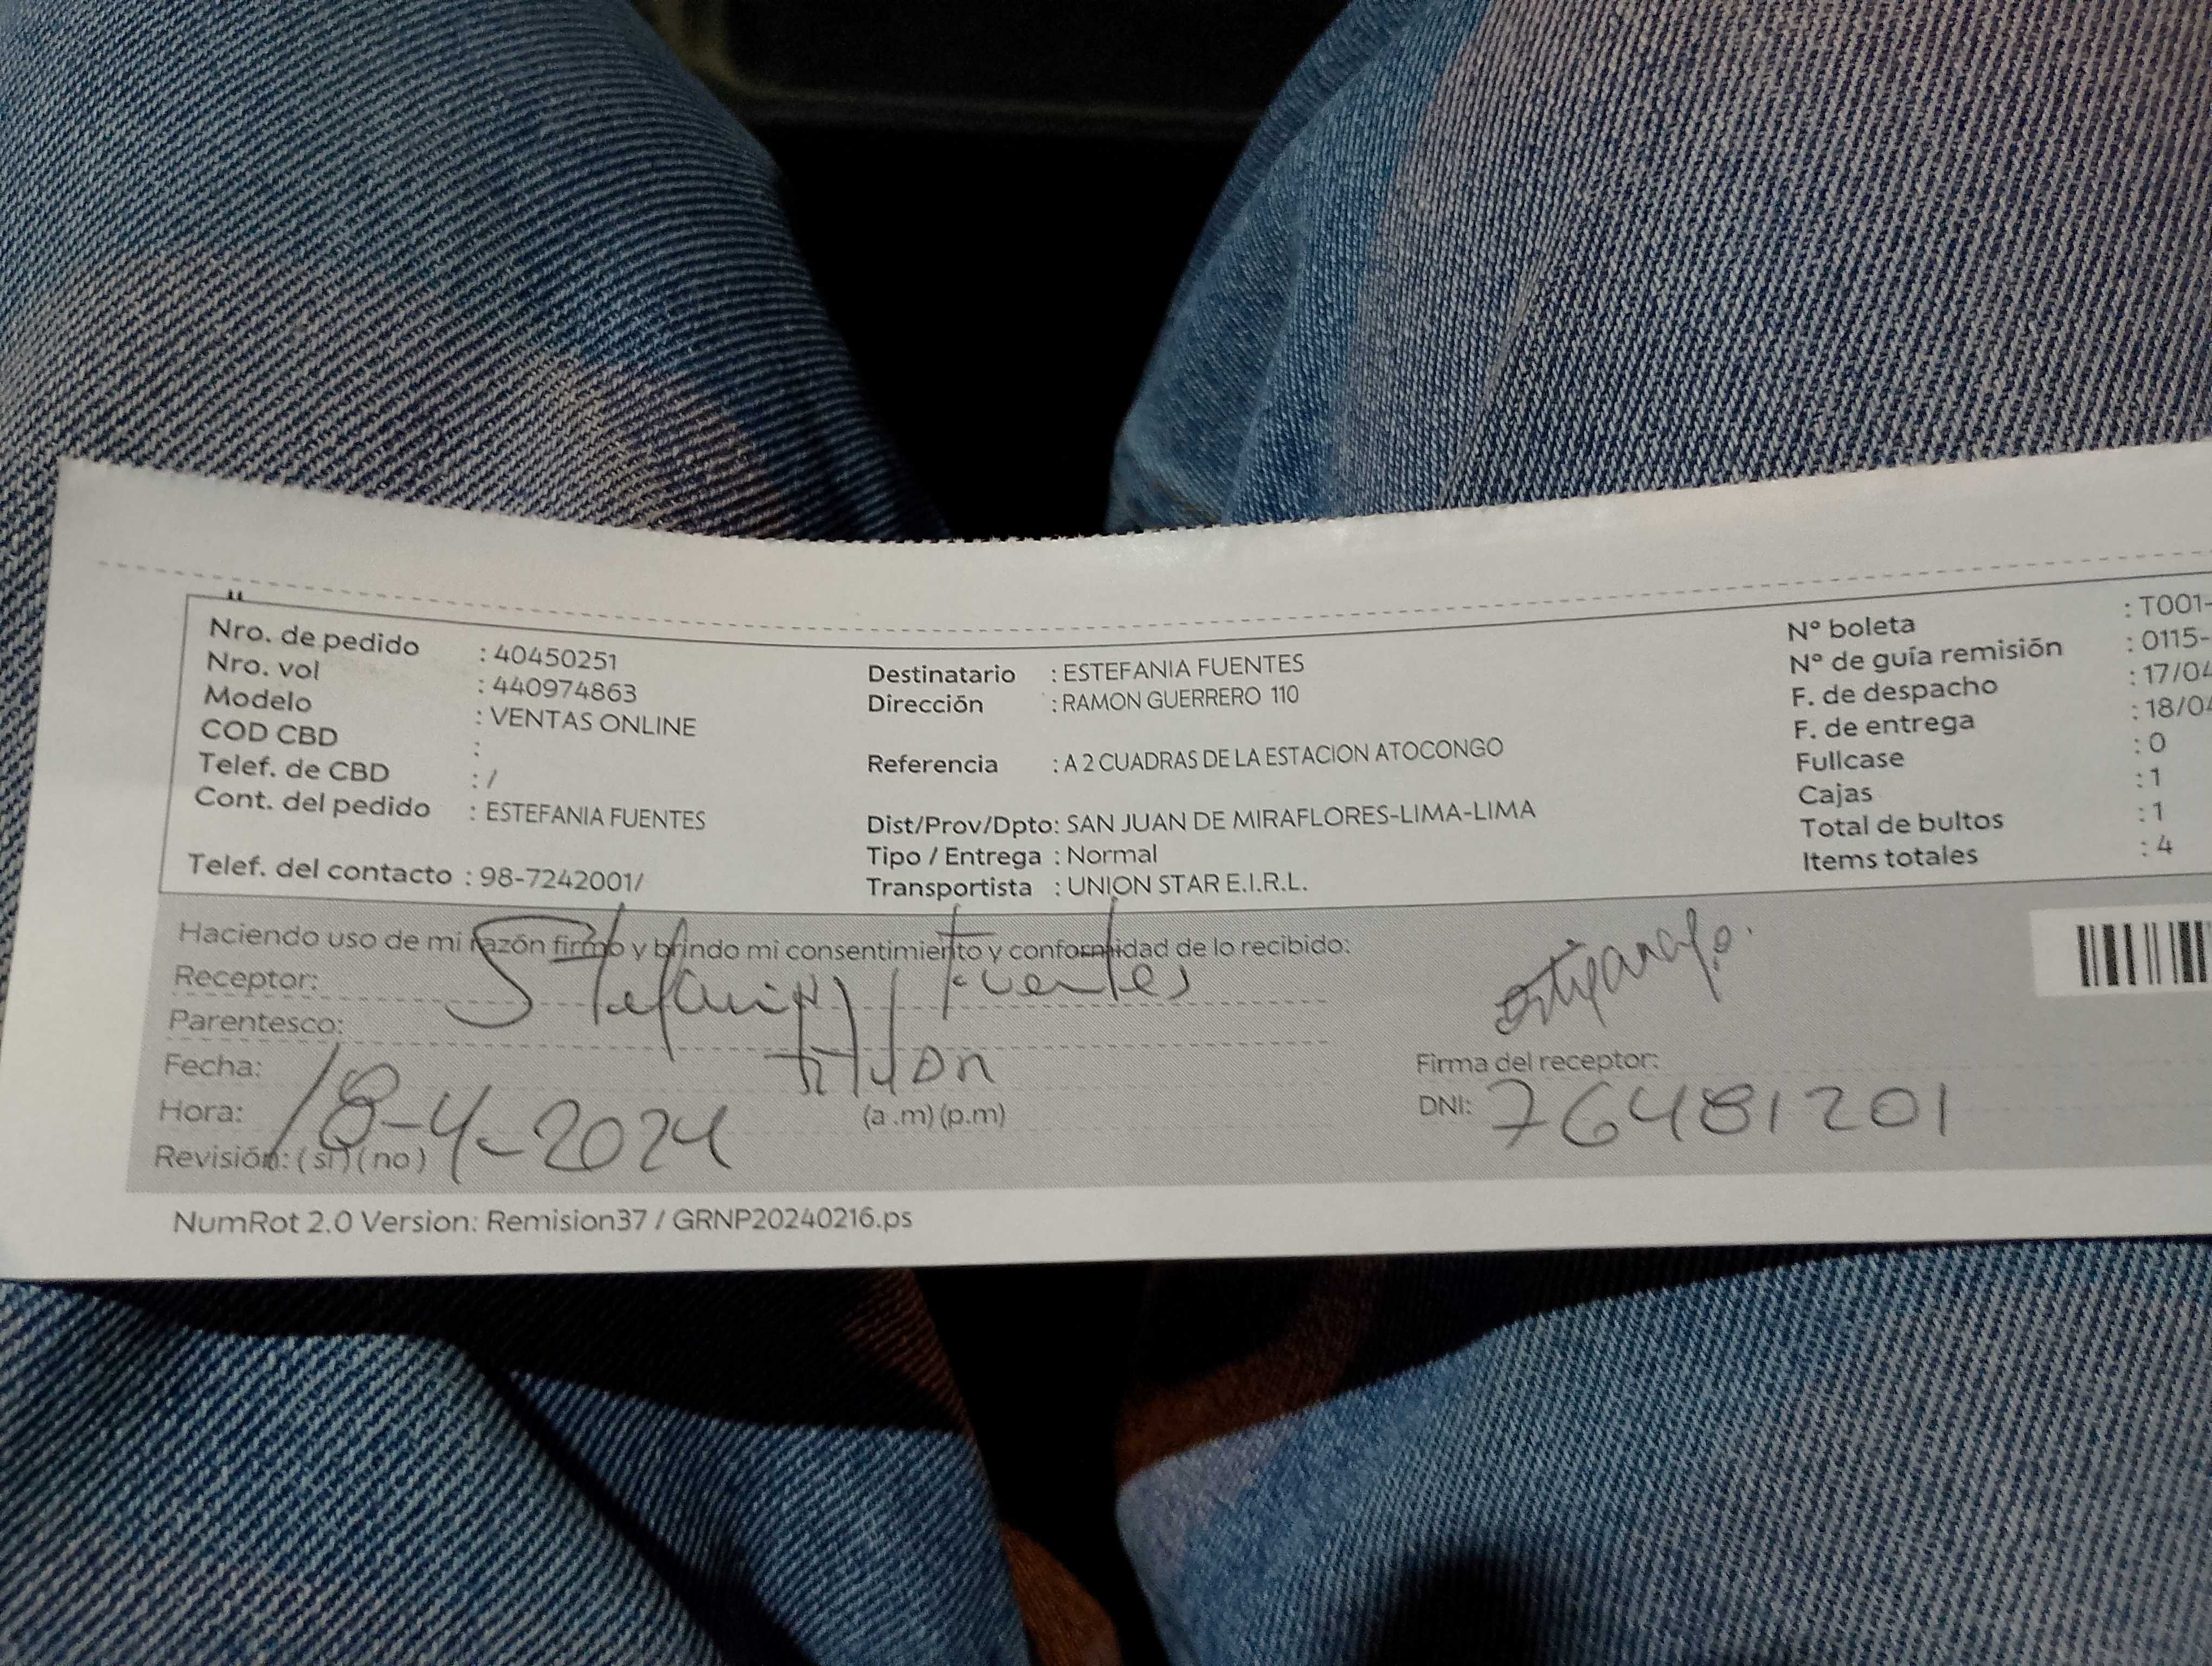 Nro. de pedido : 40450251
Nro. vol : 440974863
Modelo : VENTAS ONLINE
COD CBD :
Telef. de CBD : /
Cont. del pedido : ESTEFANIA FUENTES
Telef. del contacto : 98-7242001/
Destinatario : ESTEFANIA FUENTES
Dirección : RAMON GUERRERO 110
Referencia : A 2 CUADRAS DE LA ESTACION ATOCONGO
Dist/Prov/Dpto: SAN JUAN DE MIRAFLORES-LIMA-LIMA
Tipo / Entrega : Normal
Transportista : UNION STAR E.I.R.L.
Nº boleta : T001-
Nº de guía remisión : 0115-
F. de despacho : 17/04
F. de entrega : 18/04
Fullcase : 0
Cajas : 1
Total de bultos : 1
Items totales : 4
Haciendo uso de mi razón firmo y brindo mi consentimiento y conformidad de lo recibido:
Receptor: Stefanny Fuentes
Parentesco:
Fecha: 18-4-2024
Hora: (a .m) (p.m)
Revisión: (si) (no)
Firma del receptor:
DNI: 76481201
NumRot 2.0 Version: Remision37 / GRNP20240216.ps